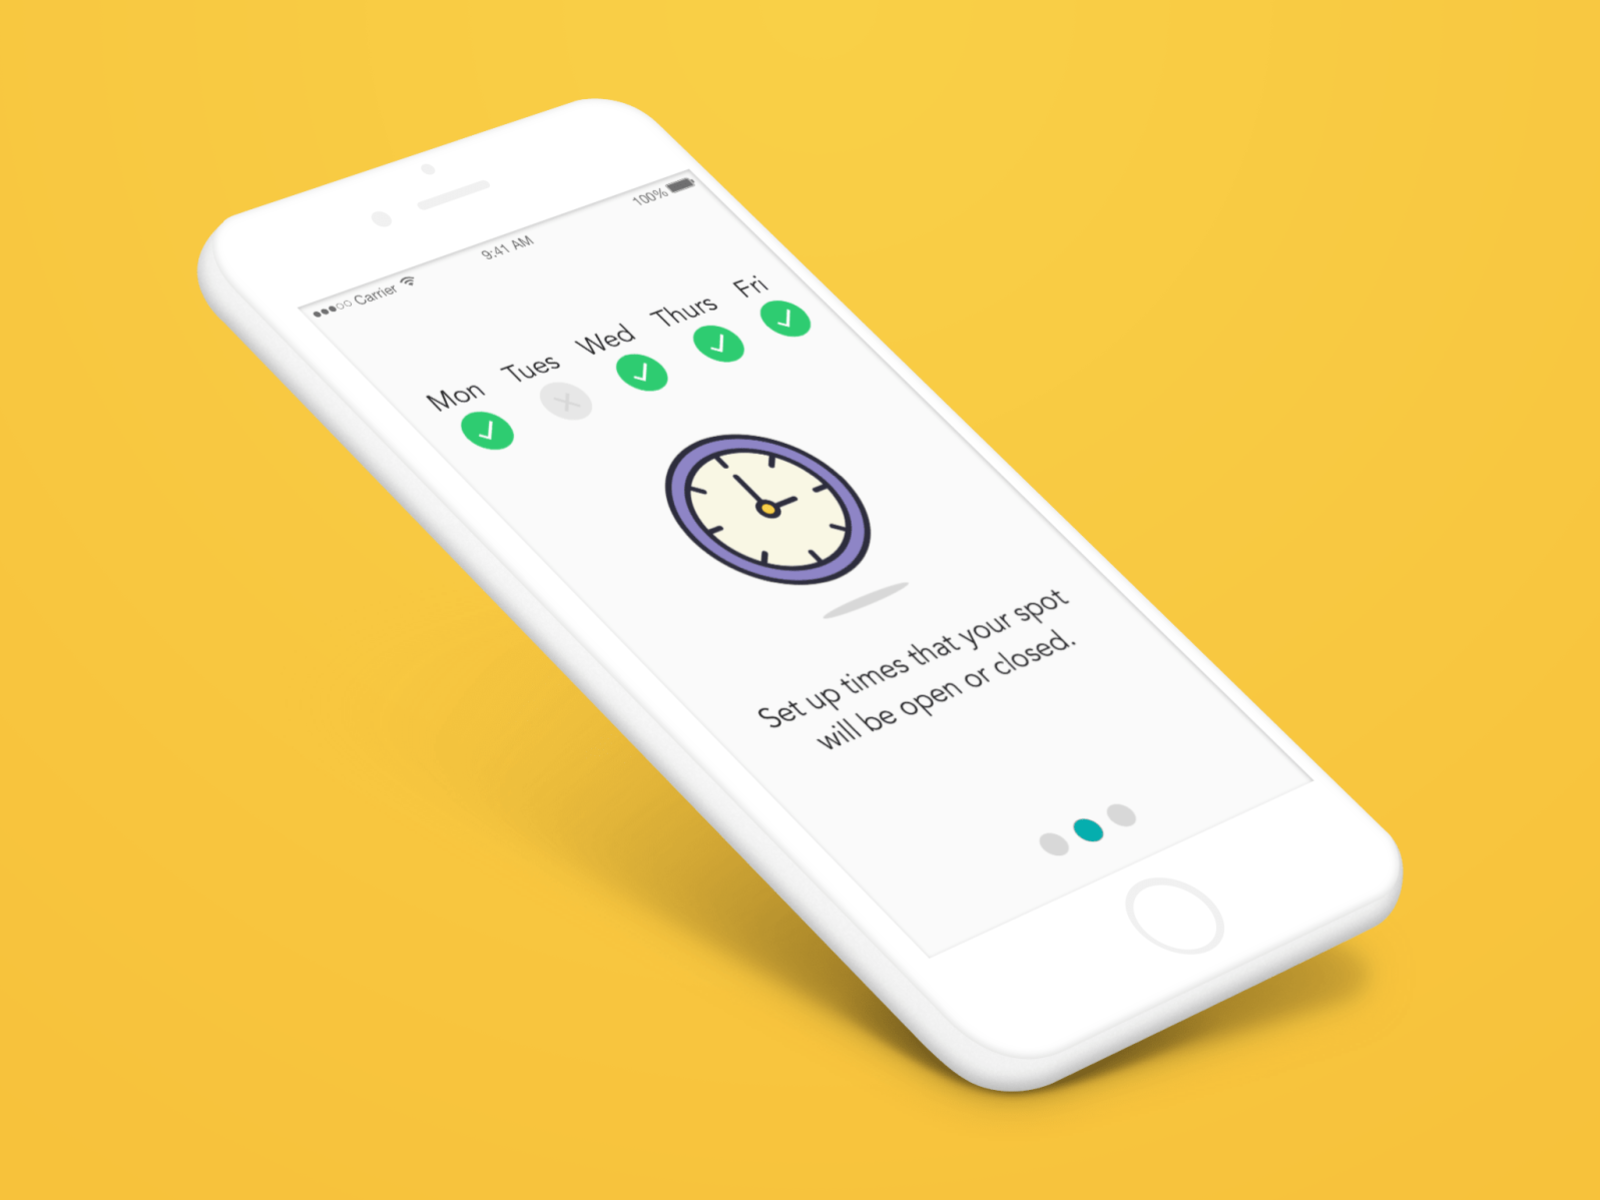 Carrier 9:41 AM 100%
Mon Tues Wed Thurs Fri
Set up times that your spot
will be open or closed.